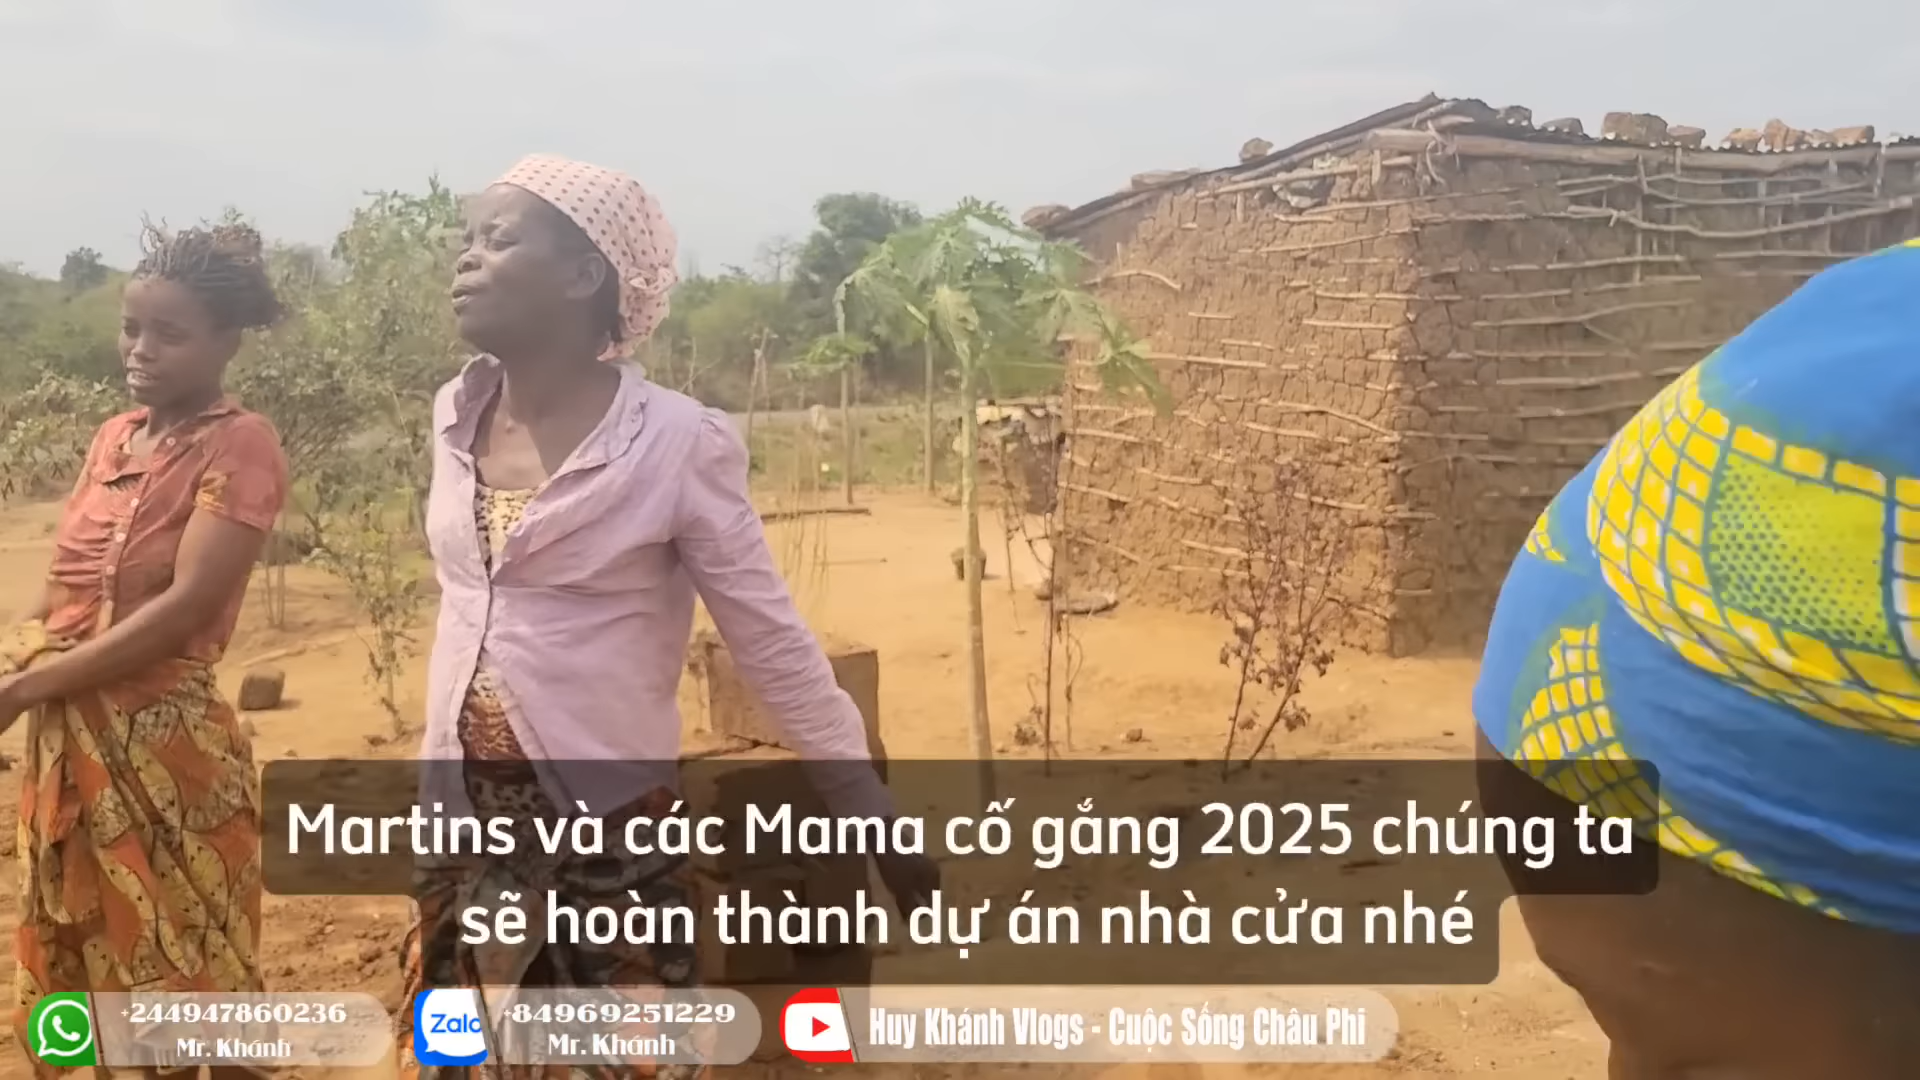 Martins và các Mama cố gắng 2025 chúng ta
sẽ hoàn thành dự án nhà cửa nhé
+244947860236
Mr. Khánh
Zalo
+84969251229
Mr. Khánh
Huy Khánh Vlogs - Cuộc Sống Châu Phi